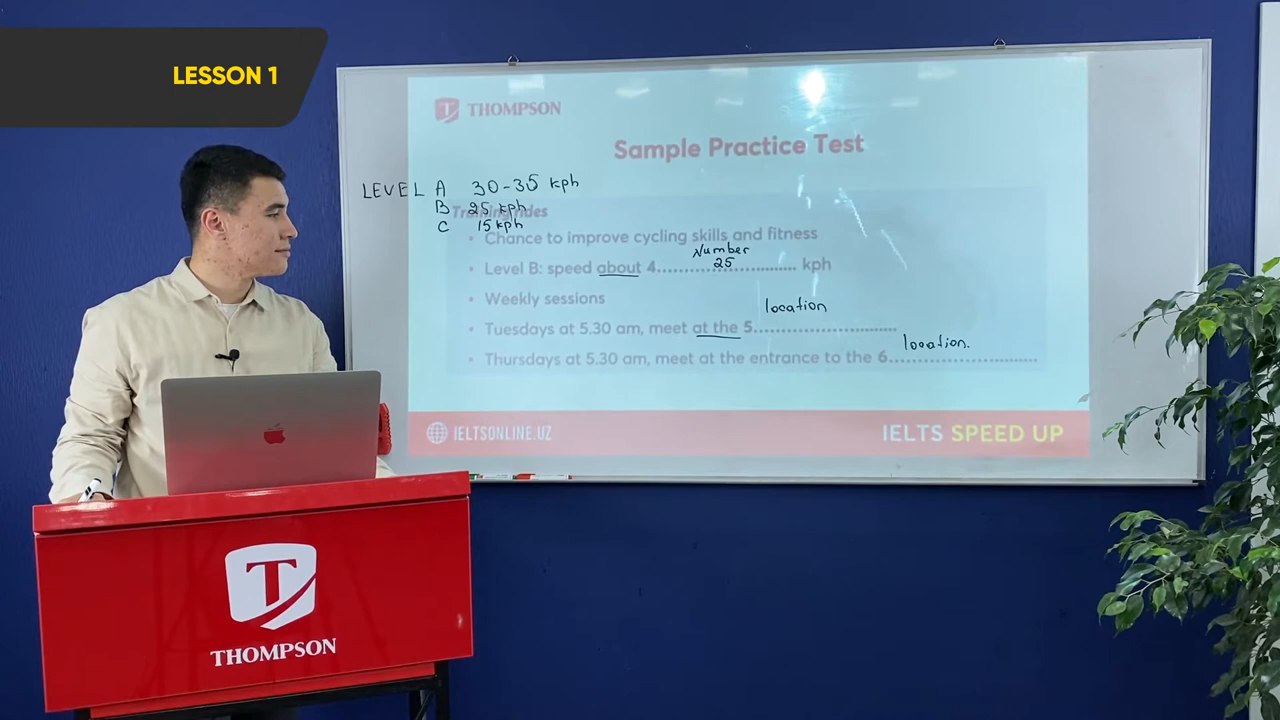 LESSON 1
THOMPSON
Sample Practice Test
LEVEL A 30-35 kph
B 25 kph
C 15 kph
Training rides
• Chance to improve cycling skills and fitness
Number
25
• Level B: speed about 4........................ kph
• Weekly sessions
location
• Tuesdays at 5.30 am, meet at the 5........................
location.
• Thursdays at 5.30 am, meet at the entrance to the 6........................
IELTSONLINE.UZ
IELTS SPEED UP
T
THOMPSON